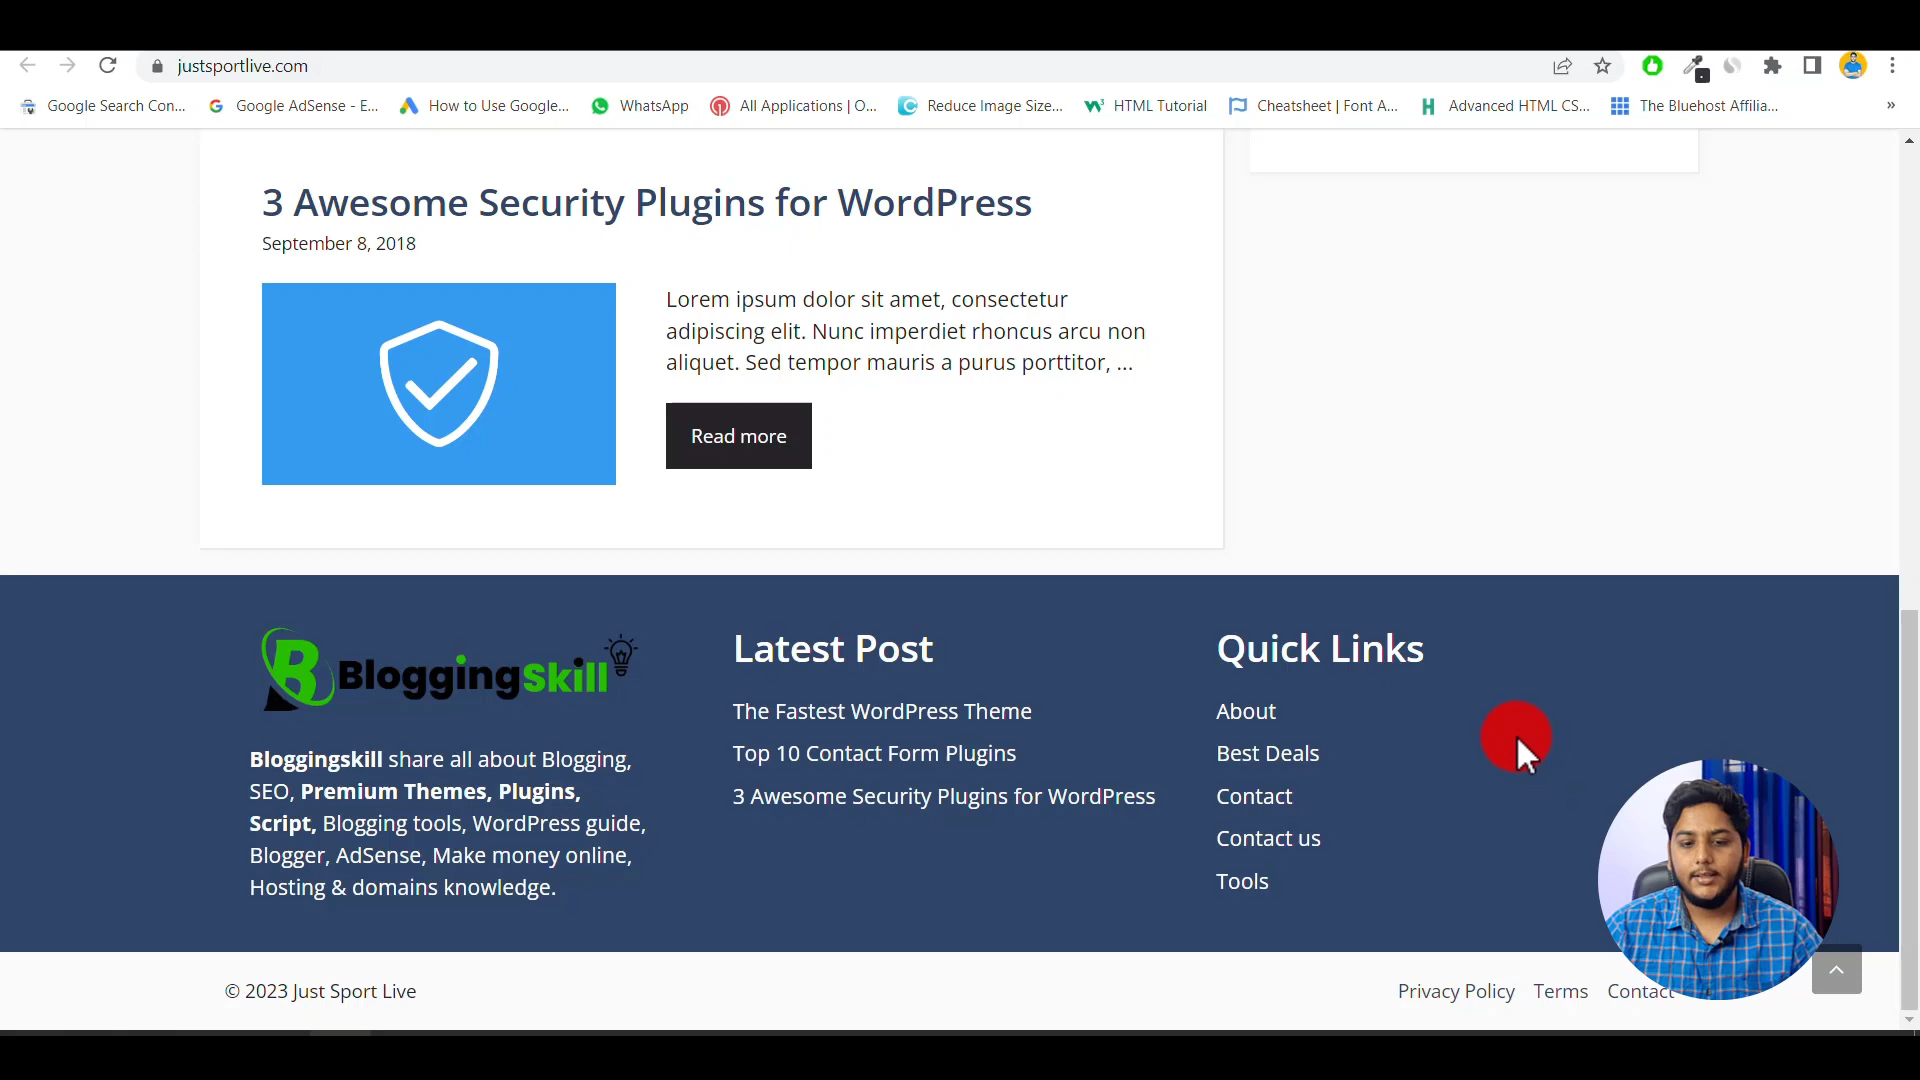 justsportlive.com
Google Search Con...
Google AdSense - E...
How to Use Google...
WhatsApp
All Applications | O...
Reduce Image Size...
HTML Tutorial
Cheatsheet | Font A...
Advanced HTML CS...
The Bluehost Affilia...
»
3 Awesome Security Plugins for WordPress
September 8, 2018
Lorem ipsum dolor sit amet, consectetur
adipiscing elit. Nunc imperdiet rhoncus arcu non
aliquet. Sed tempor mauris a purus porttitor, ...
Read more
BloggingSkill
Bloggingskill share all about Blogging,
SEO, Premium Themes, Plugins,
Script, Blogging tools, WordPress guide,
Blogger, AdSense, Make money online,
Hosting & domains knowledge.
Latest Post
The Fastest WordPress Theme
Top 10 Contact Form Plugins
3 Awesome Security Plugins for WordPress
Quick Links
About
Best Deals
Contact
Contact us
Tools
© 2023 Just Sport Live
Privacy Policy Terms Contact